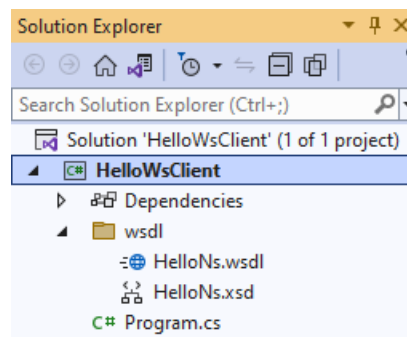 Solution Explorer
Search Solution Explorer (Ctrl+;)
Solution 'HelloWsClient' (1 of 1 project)
C# HelloWsClient
Dependencies
wsdl
HelloNs.wsdl
HelloNs.xsd
C# Program.cs